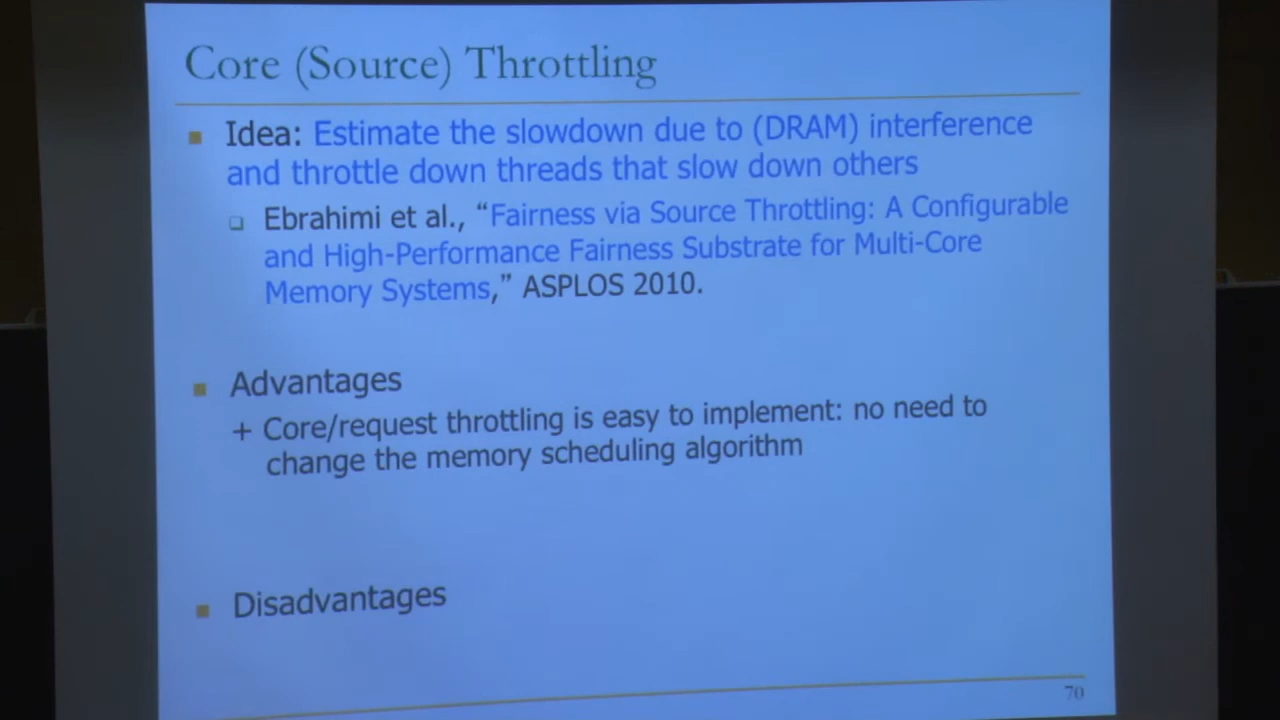 Core (Source) Throttling
Idea: Estimate the slowdown due to (DRAM) interference
and throttle down threads that slow down others
Ebrahimi et al., “Fairness via Source Throttling: A Configurable
and High-Performance Fairness Substrate for Multi-Core
Memory Systems,” ASPLOS 2010.
Advantages
+ Core/request throttling is easy to implement: no need to
change the memory scheduling algorithm
Disadvantages
70